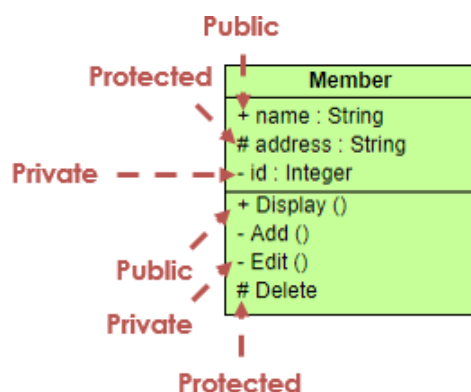 Public
Protected
Member
+ name : String
# address : String
Private
- id : Integer
+ Display ()
- Add ()
Public
- Edit ()
Private
# Delete
Protected